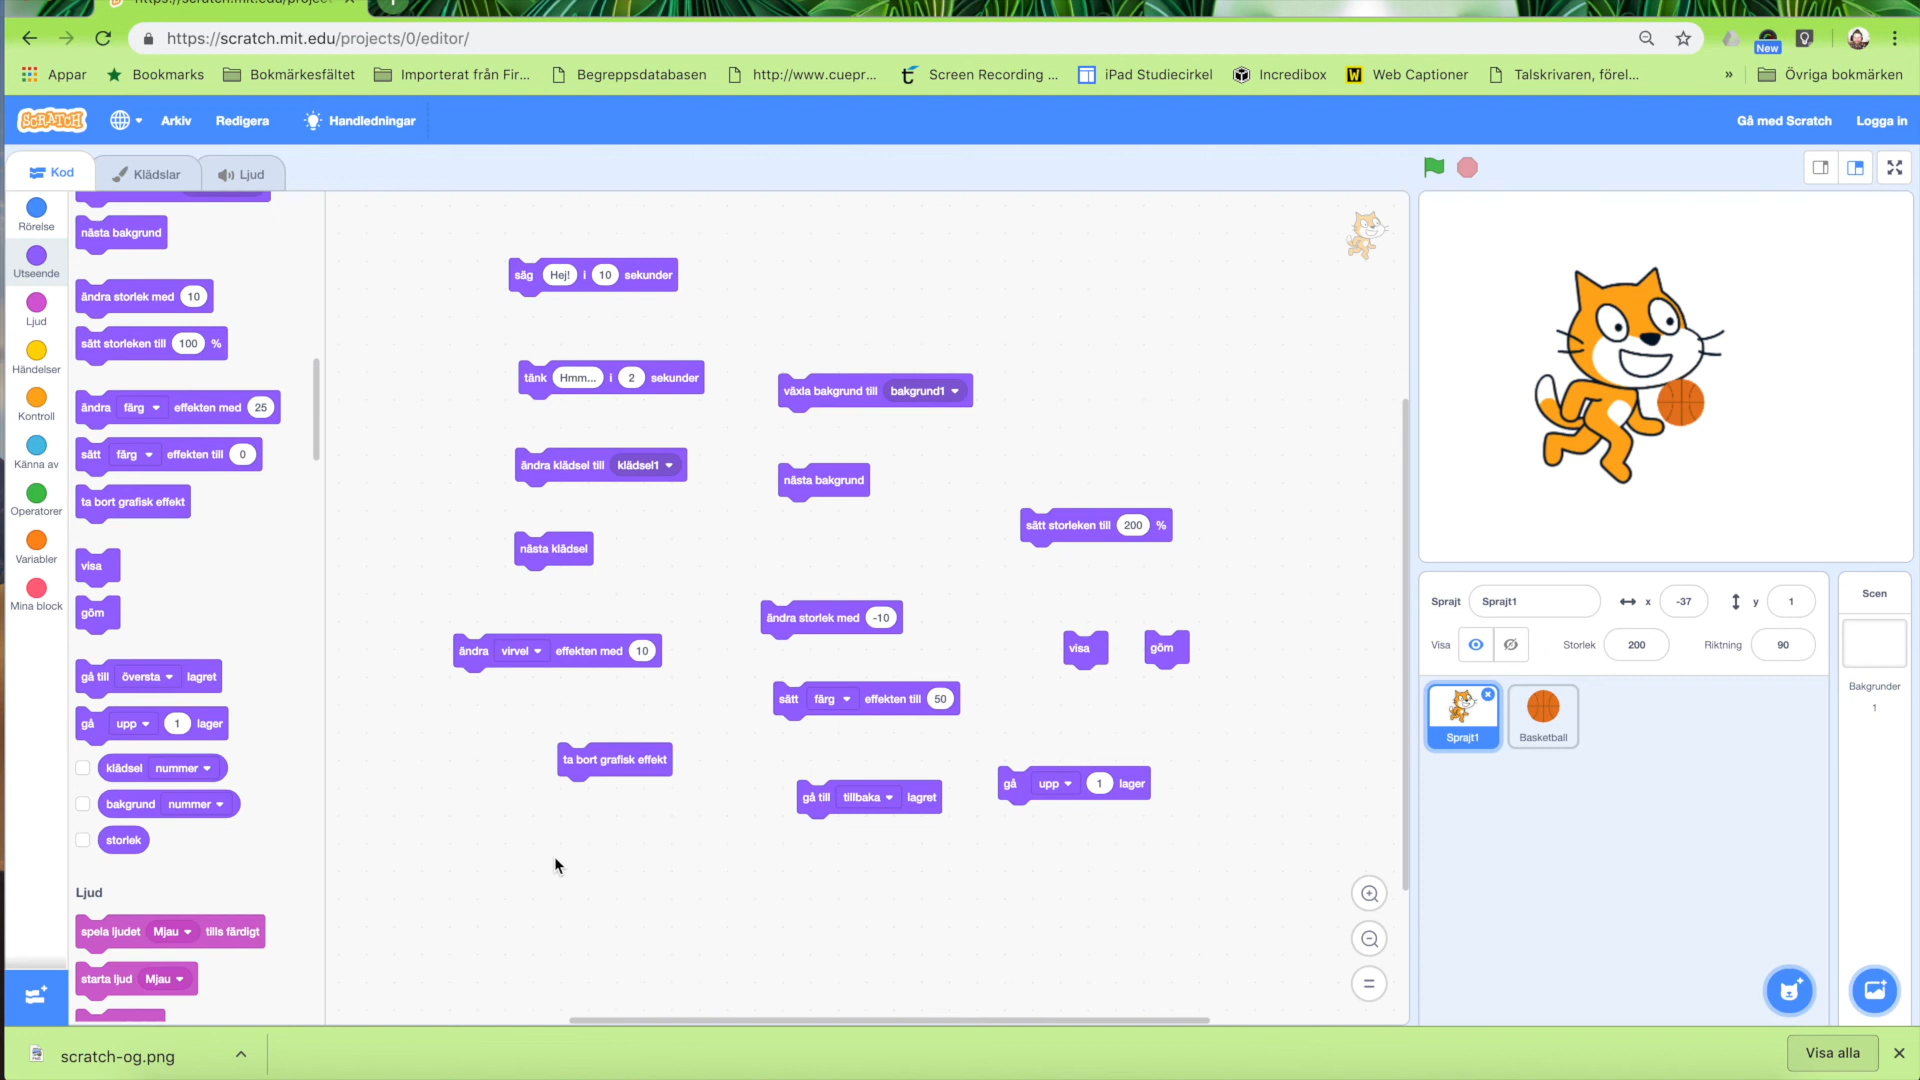 https://scratch.mit.edu/projec
https://scratch.mit.edu/projects/0/editor/
New
Appar
Bookmarks
Bokmärkesfältet
Importerat från Fir...
Begreppsdatabasen
http://www.cuepr...
Screen Recording ...
iPad Studiecirkel
Incredibox
Web Captioner
Talskrivaren, förel...
»
Övriga bokmärken
SCRATCH
Arkiv
Redigera
Handledningar
Gå med Scratch
Logga in
Kod
Klädslar
Ljud
Rörelse
Utseende
Ljud
Händelser
Kontroll
Känna av
Operatorer
Variabler
Mina block
nästa bakgrund
ändra storlek med 10
sätt storleken till 100 %
ändra färg effekten med 25
sätt färg effekten till 0
ta bort grafisk effekt
visa
göm
gå till översta lagret
gå upp 1 lager
klädsel nummer
bakgrund nummer
storlek
Ljud
spela ljudet Mjau tills färdigt
starta ljud Mjau
säg Hej! i 10 sekunder
tänk Hmm... i 2 sekunder
växla bakgrund till bakgrund1
ändra klädsel till klädsel1
nästa bakgrund
sätt storleken till 200 %
nästa klädsel
ändra storlek med -10
ändra virvel effekten med 10
visa
göm
sätt färg effekten till 50
ta bort grafisk effekt
gå till tillbaka lagret
gå upp 1 lager
Sprajt Sprajt1 x -37 y 1
Visa Storlek 200 Riktning 90
Sprajt1
Basketball
Scen
Bakgrunder
1
scratch-og.png
Visa alla